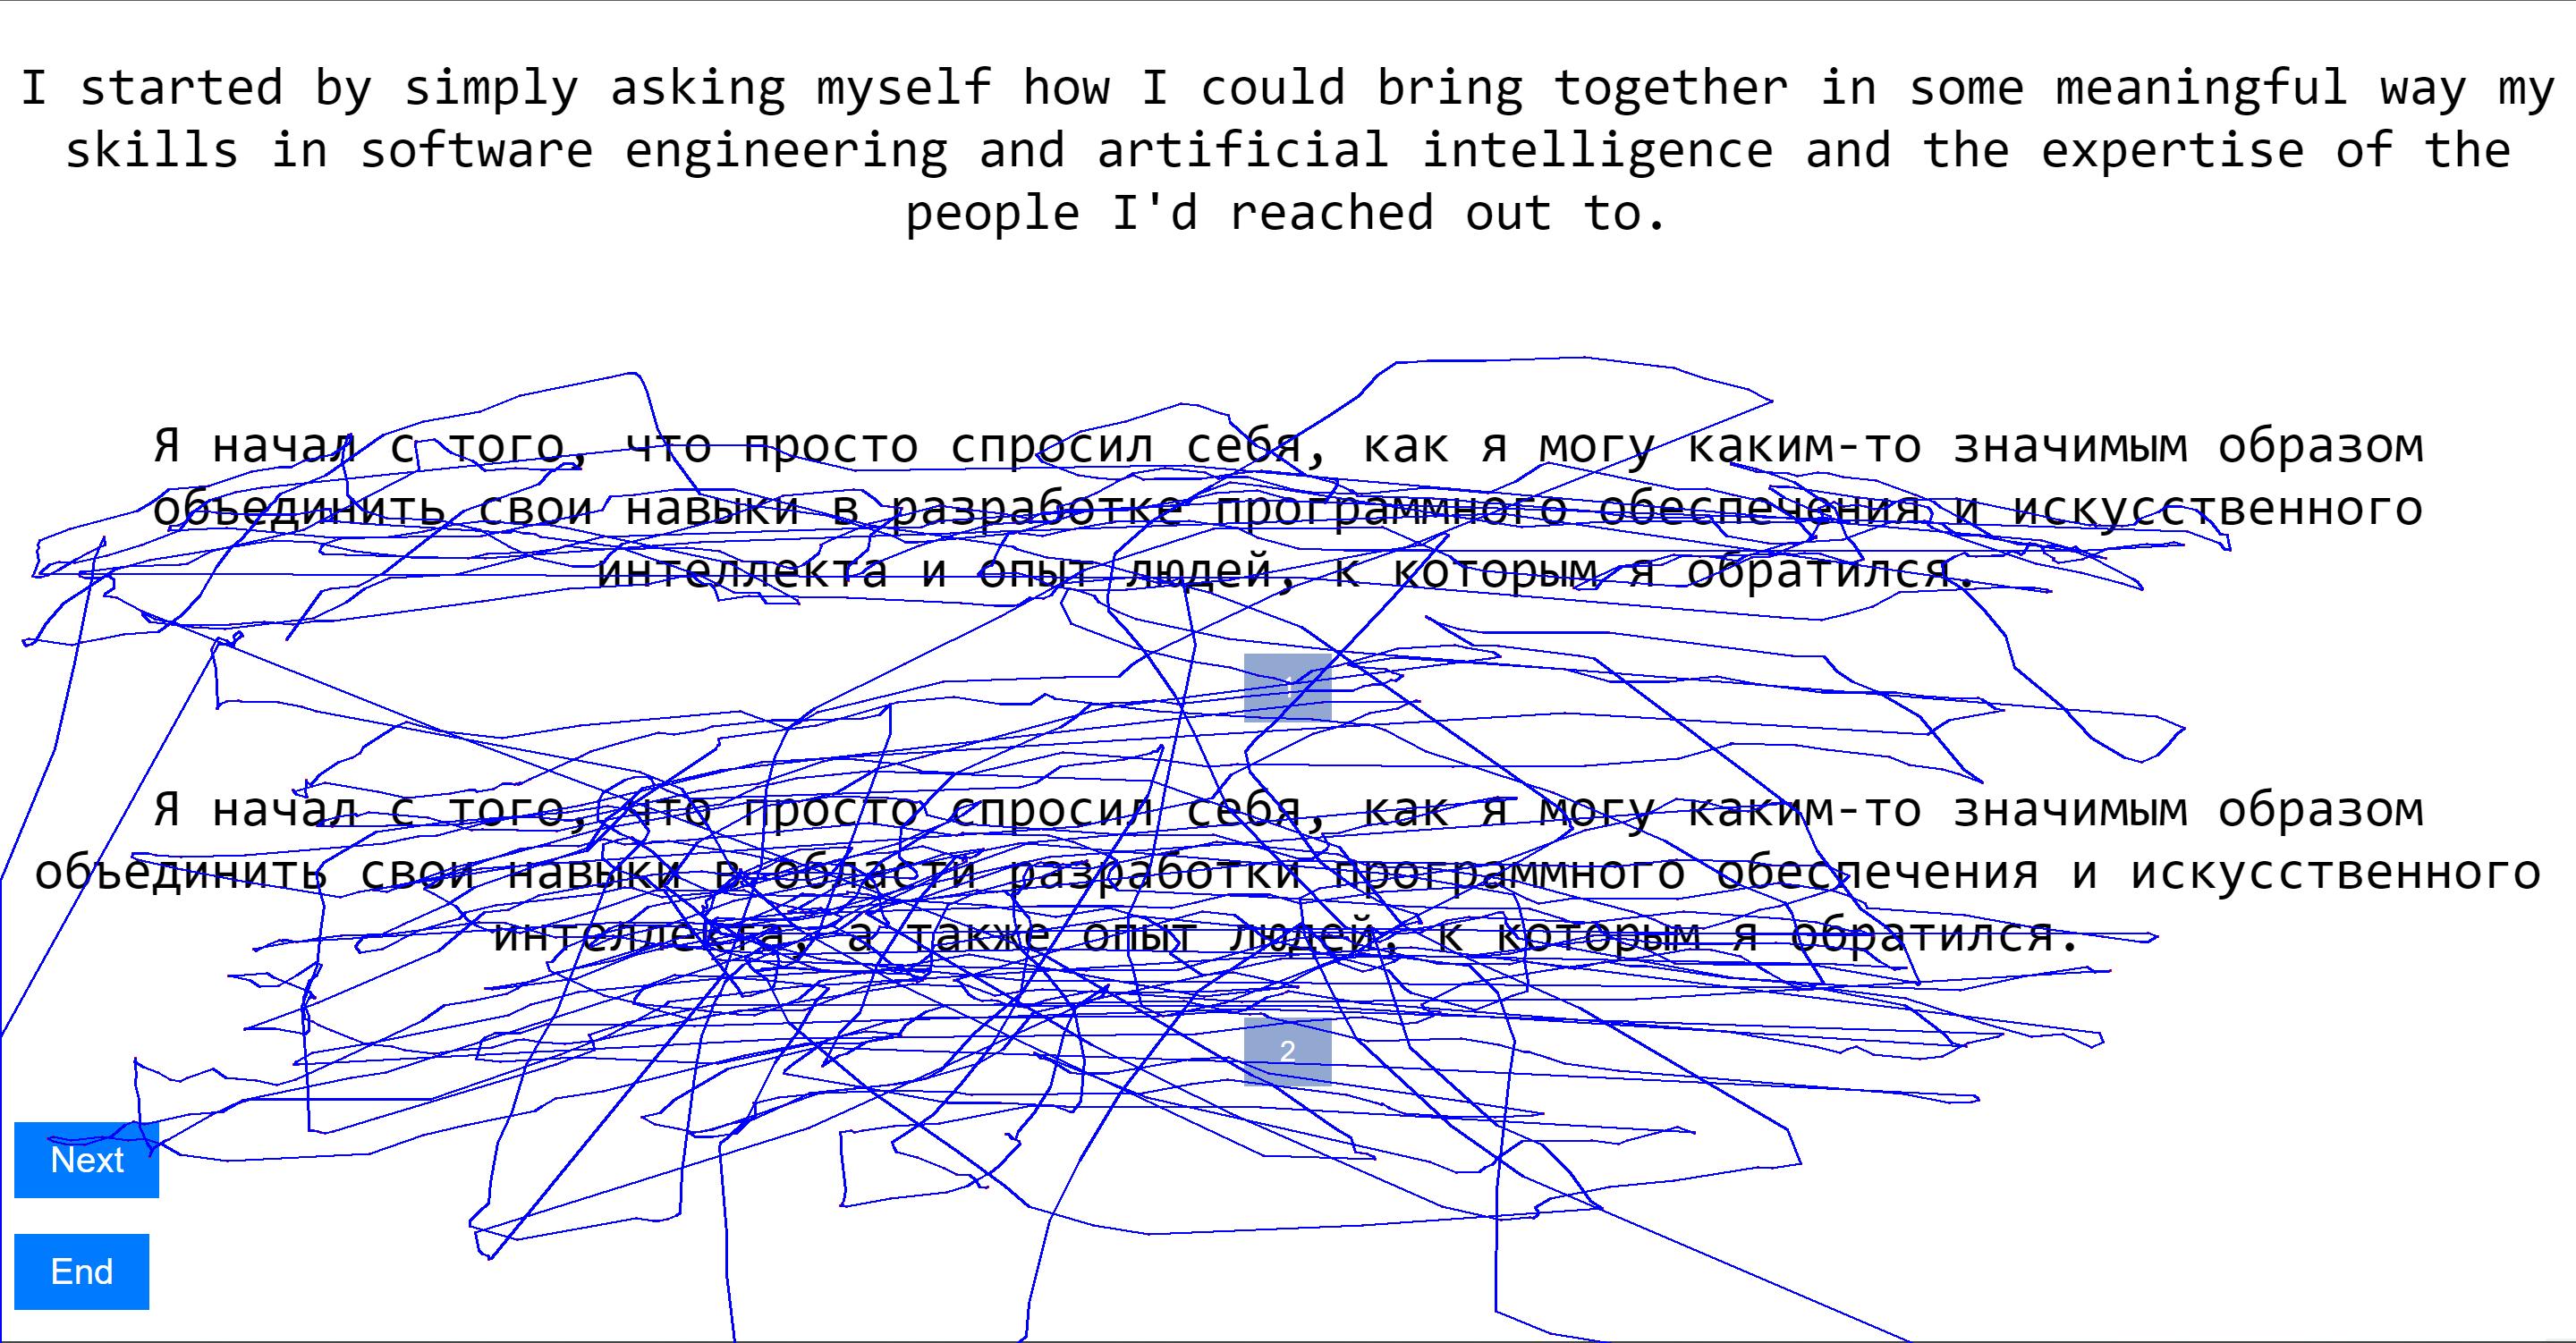 I started by simply asking myself how I could bring together in some meaningful way my
skills in software engineering and artificial intelligence and the expertise of the
people I'd reached out to.
Я начал с того, что просто спросил себя, как я могу каким-то значимым образом
объединить свои навыки в разработке программного обеспечения и искусственного
интеллекта и опыт людей, к которым я обратился.
1
Я начал с того, что просто спросил себя, как я могу каким-то значимым образом
объединить свои навыки в области разработки программного обеспечения и искусственного
интеллекта, а также опыт людей, к которым я обратился.
2
Next
End